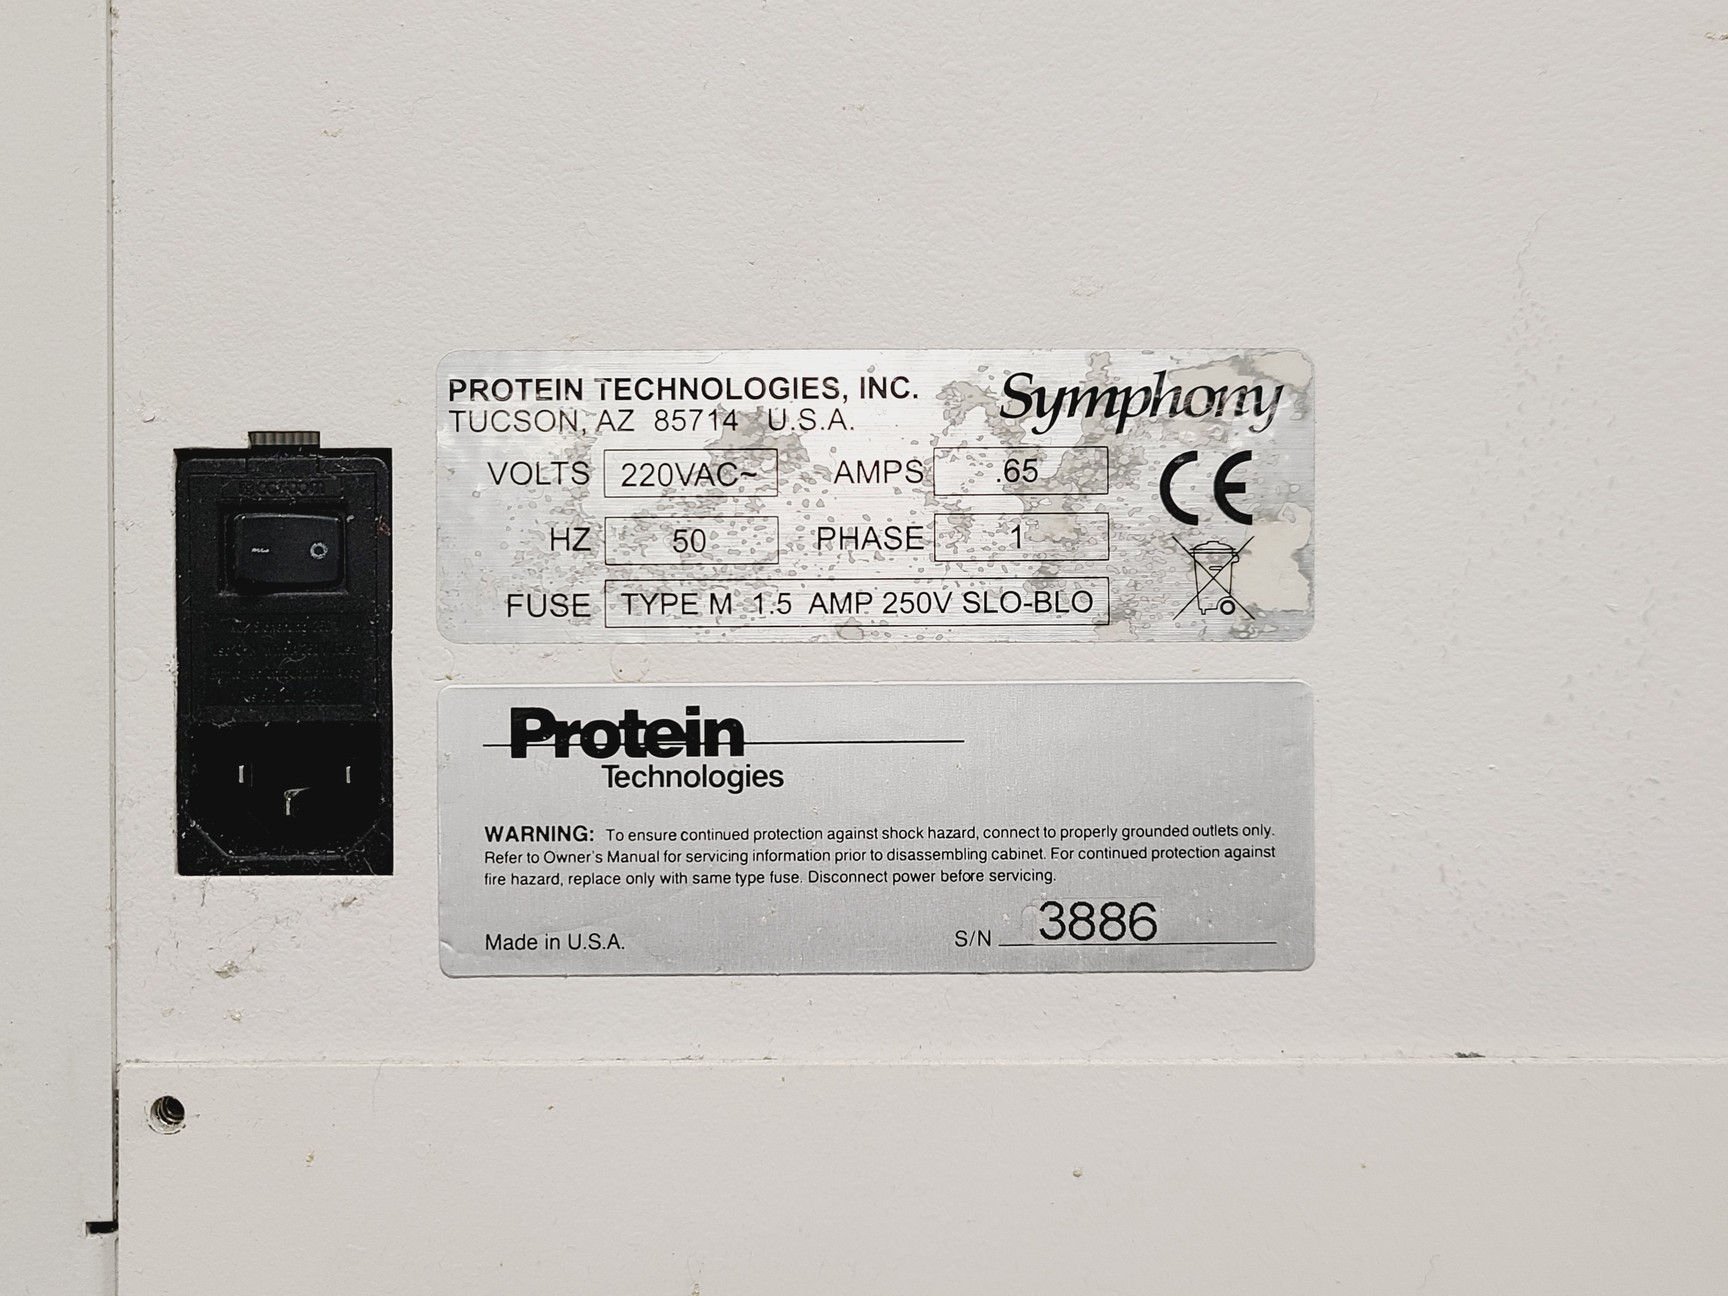 PROTEIN TECHNOLOGIES, INC.
Symphony
TUCSON, AZ 85714 U.S.A.
VOLTS 220VAC~ AMPS .65
CE
HZ 50 PHASE 1
FUSE TYPE M 1.5 AMP 250V SLO-BLO
Protein
Technologies
WARNING: To ensure continued protection against shock hazard, connect to properly grounded outlets only.
Refer to Owner's Manual for servicing information prior to disassembling cabinet. For continued protection against
fire hazard, replace only with same type fuse. Disconnect power before servicing.
Made in U.S.A. S/N 3886